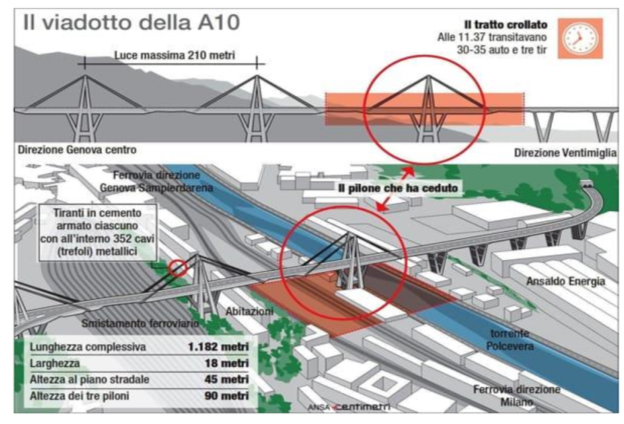 Il viadotto della A10
Il tratto crollato
Alle 11.37 transitavano
30-35 auto e tre tir
Luce massima 210 metri
Direzione Genova centro
Direzione Ventimiglia
Ferrovia direzione
Genova Sampierdarena
Il pilone che ha ceduto
Tiranti in cemento
armato ciascuno
con all'interno 352 cavi
(trefoli) metallici
Ansaldo Energia
Abitazioni
Smistamento ferroviario
torrente
Polcevera
Lunghezza complessiva 1.182 metri
Larghezza 18 metri
Altezza al piano stradale 45 metri
Altezza dei tre piloni 90 metri
Ferrovia direzione
Milano
ANSA centimetri